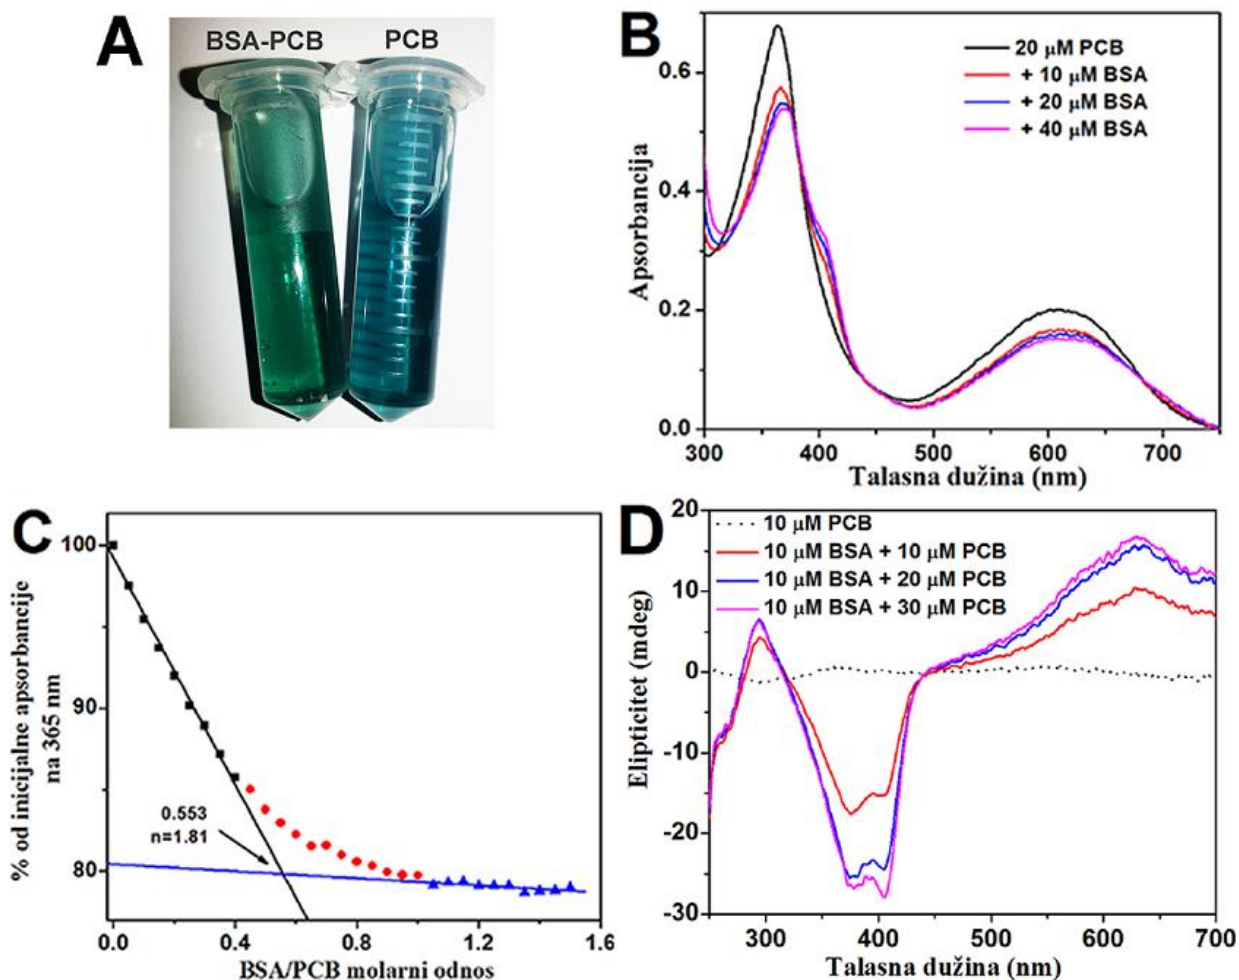 A
BSA-PCB PCB
B
20 µM PCB
+ 10 µM BSA
+ 20 µM BSA
+ 40 µM BSA
0.6
0.4
0.2
0.0
Apsorbancija
300 400 500 600 700
Talasna dužina (nm)
C
100
90
80
% od inicijalne apsorbancije
na 365 nm
0.553
n=1.81
0.0 0.4 0.8 1.2 1.6
BSA/PCB molarni odnos
D
10 µM PCB
10 µM BSA + 10 µM PCB
10 µM BSA + 20 µM PCB
10 µM BSA + 30 µM PCB
20
10
0
-10
-20
-30
Elipticitet (mdeg)
300 400 500 600 700
Talasna dužina (nm)